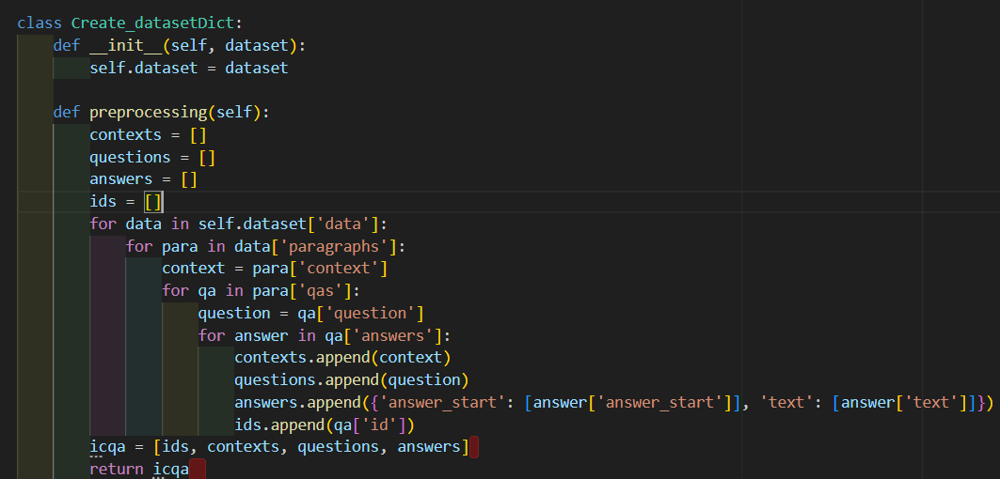 class Create_datasetDict:
    def __init__(self, dataset):
        self.dataset = dataset

    def preprocessing(self):
        contexts = []
        questions = []
        answers = []
        ids = []
        for data in self.dataset['data']:
            for para in data['paragraphs']:
                context = para['context']
                for qa in para['qas']:
                    question = qa['question']
                    for answer in qa['answers']:
                        contexts.append(context)
                        questions.append(question)
                        answers.append({'answer_start': [answer['answer_start']], 'text': [answer['text']]})
                        ids.append(qa['id'])
        icqa = [ids, contexts, questions, answers]
        return icqa